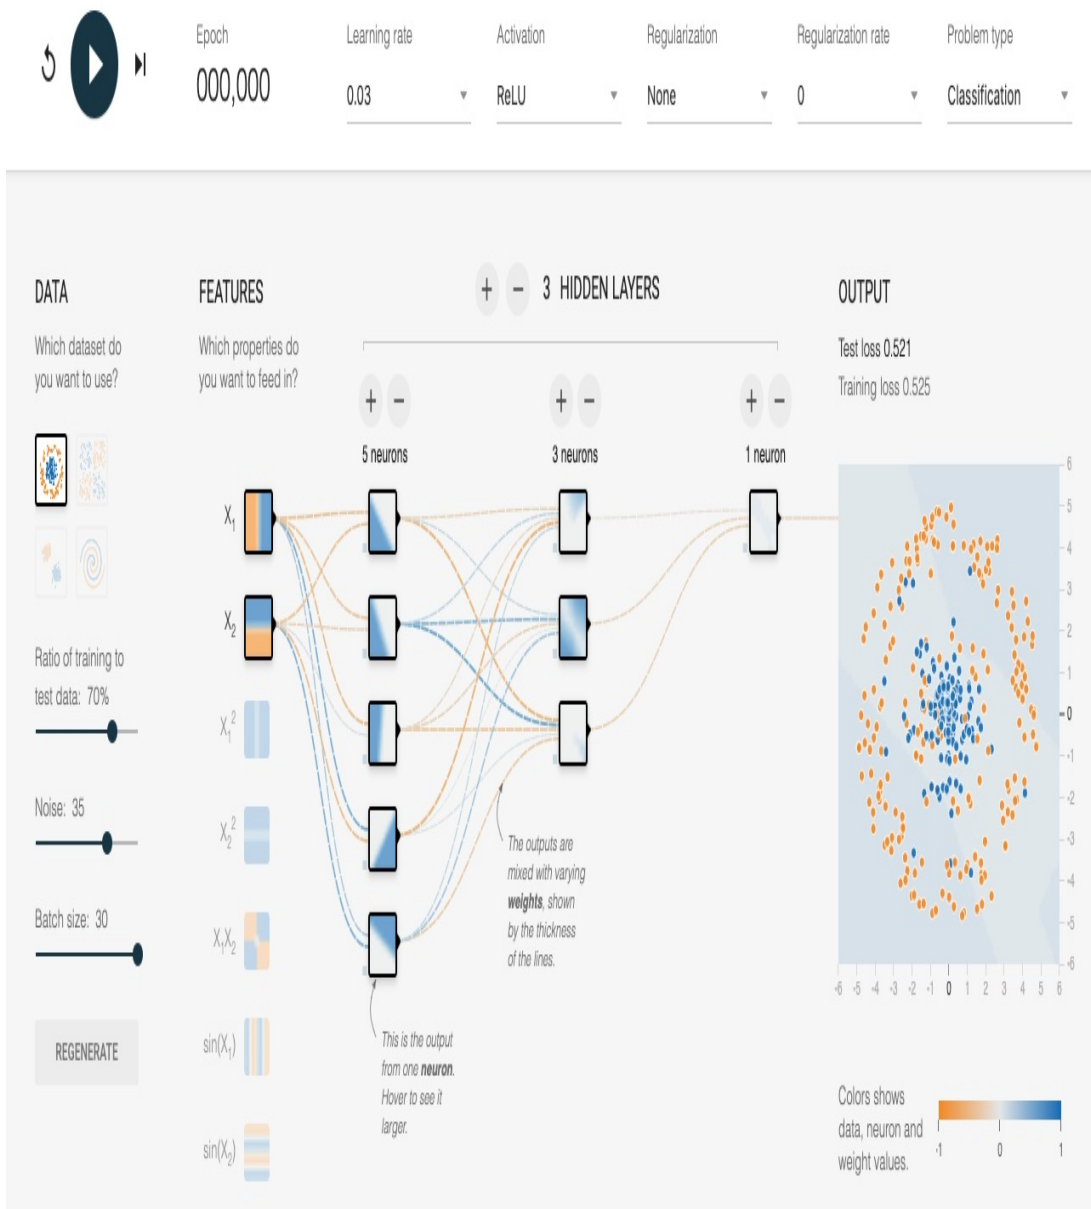 Epoch
000,000
Learning rate
0.03
Activation
ReLU
Regularization
None
Regularization rate
0
Problem type
Classification
DATA
Which dataset do
you want to use?
Ratio of training to
test data: 70%
Noise: 35
Batch size: 30
REGENERATE
FEATURES
Which properties do
you want to feed in?
X₁
X₂
X₁²
X₂²
X₁X₂
sin(X₁)
sin(X₂)
+ − 3 HIDDEN LAYERS
+ −
5 neurons
+ −
3 neurons
+ −
1 neuron
The outputs are
mixed with varying
weights, shown
by the thickness
of the lines.
This is the output
from one neuron.
Hover to see it
larger.
OUTPUT
Test loss 0.521
Training loss 0.525
6
5
4
3
2
1
0
-1
-2
-3
-4
-5
-6
-6 -5 -4 -3 -2 -1 0 1 2 3 4 5 6
Colors shows
data, neuron and
weight values.
-1 0 1